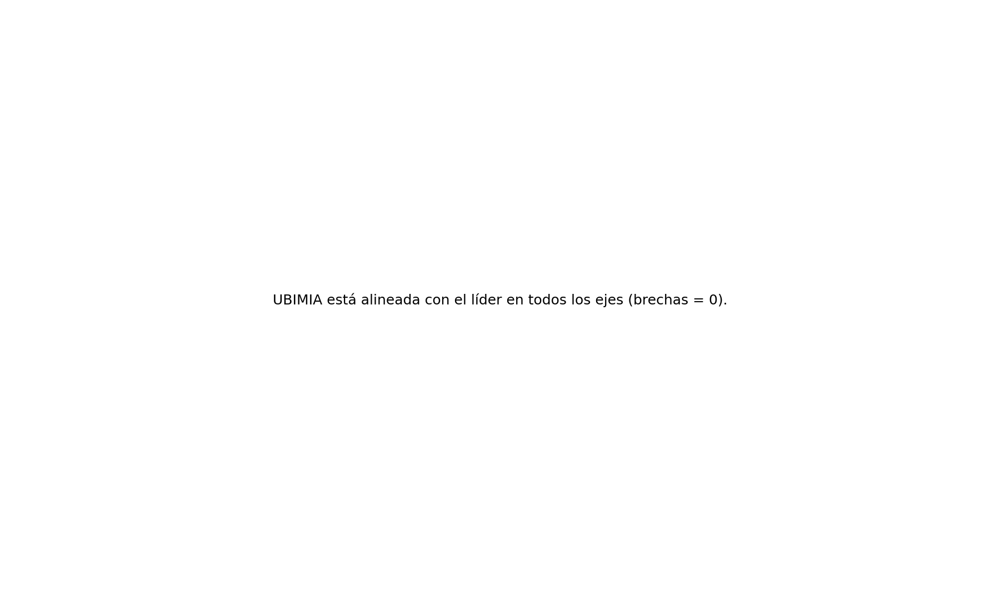 UBIMIA está alineada con el líder en todos los ejes (brechas = 0).